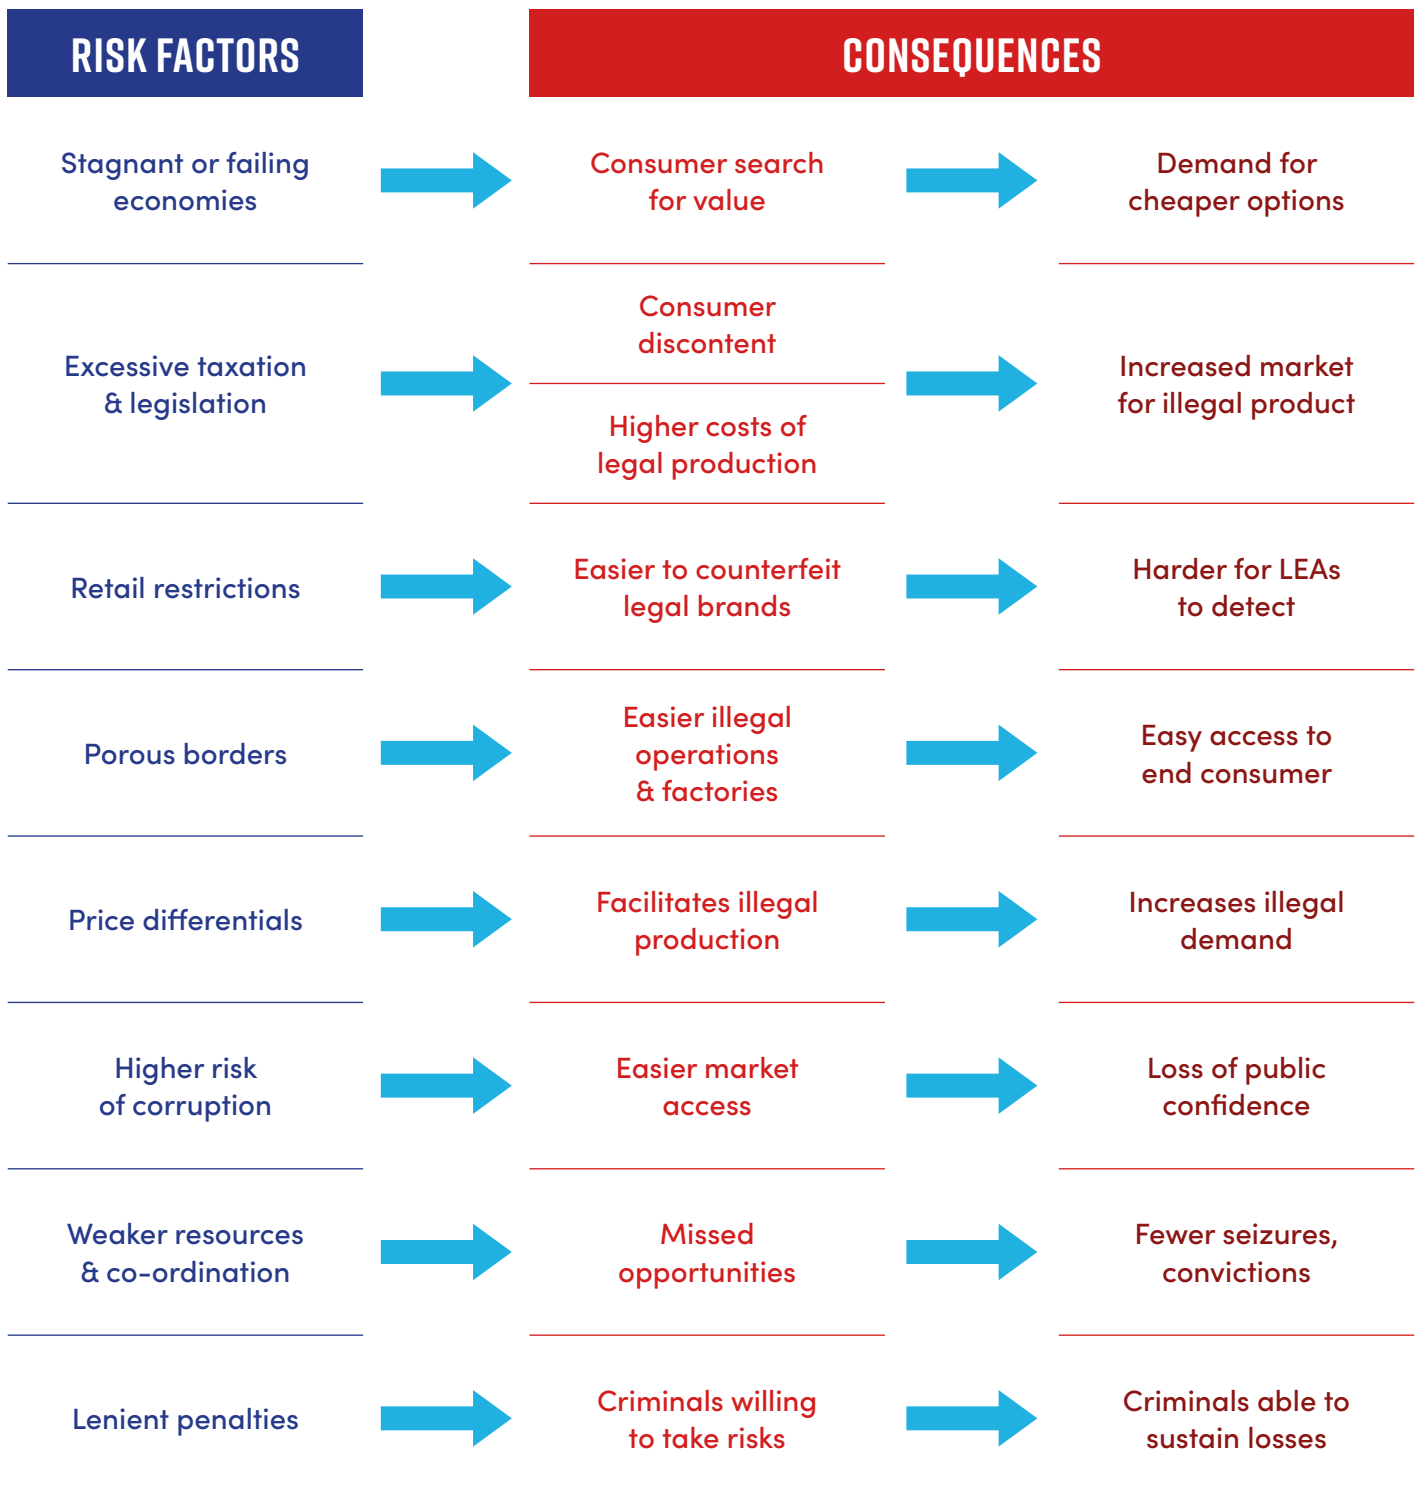 RISK FACTORS
CONSEQUENCES
Stagnant or failing
economies
Consumer search
for value
Demand for
cheaper options
Excessive taxation
& legislation
Consumer
discontent
Higher costs of
legal production
Increased market
for illegal product
Retail restrictions
Easier to counterfeit
legal brands
Harder for LEAs
to detect
Porous borders
Easier illegal
operations
& factories
Easy access to
end consumer
Price differentials
Facilitates illegal
production
Increases illegal
demand
Higher risk
of corruption
Easier market
access
Loss of public
confidence
Weaker resources
& co-ordination
Missed
opportunities
Fewer seizures,
convictions
Lenient penalties
Criminals willing
to take risks
Criminals able to
sustain losses